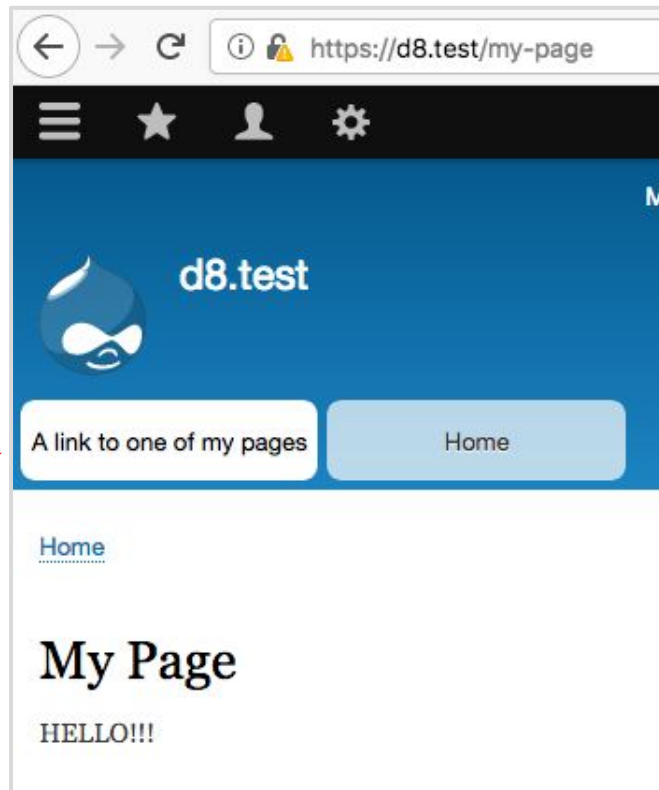 https://d8.test/my-page
M
d8.test
A link to one of my pages
Home
Home
My Page
HELLO!!!